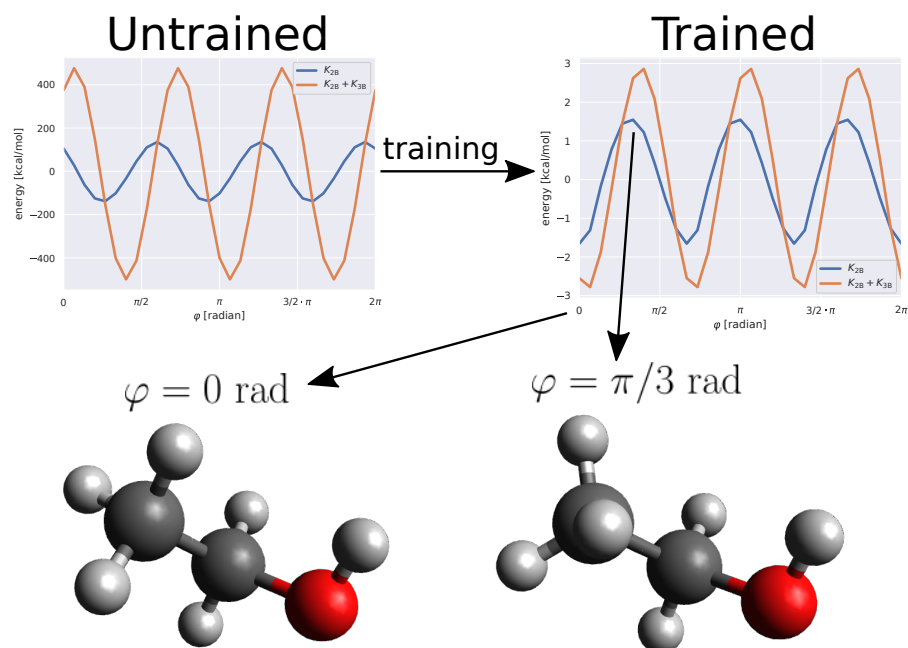 Untrained
Trained
energy [kcal/mol]
400
200
0
−200
−400
K2B
K2B + K3B
0
π/2
π
3/2 · π
2π
φ [radian]
training
energy [kcal/mol]
3
2
1
0
−1
−2
−3
K2B
K2B + K3B
0
π/2
π
3/2 · π
2π
φ [radian]
φ = 0 rad
φ = π/3 rad